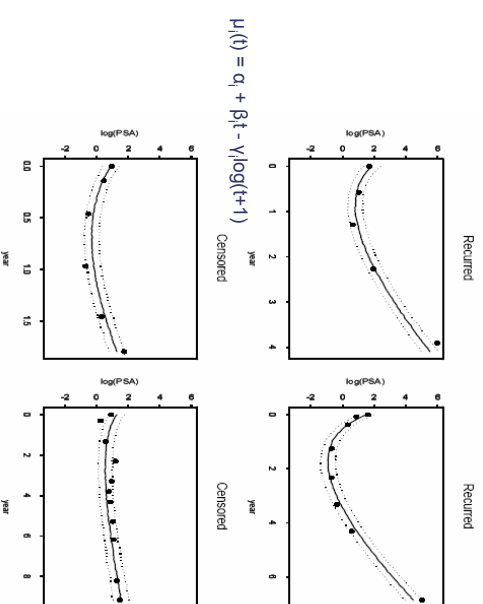 Recurred
log(PSA)
-2 0 2 4 6
0 1 2 3 4
year
Recurred
log(PSA)
-2 0 2 4 6
0 2 4 6
year
μᵢ(t) = αᵢ + βᵢt - γᵢlog(t+1)
Censored
log(PSA)
-2 0 2 4 6
0.0 0.5 1.0 1.5
year
Censored
log(PSA)
-2 0 2 4 6
0 2 4 6 8
year